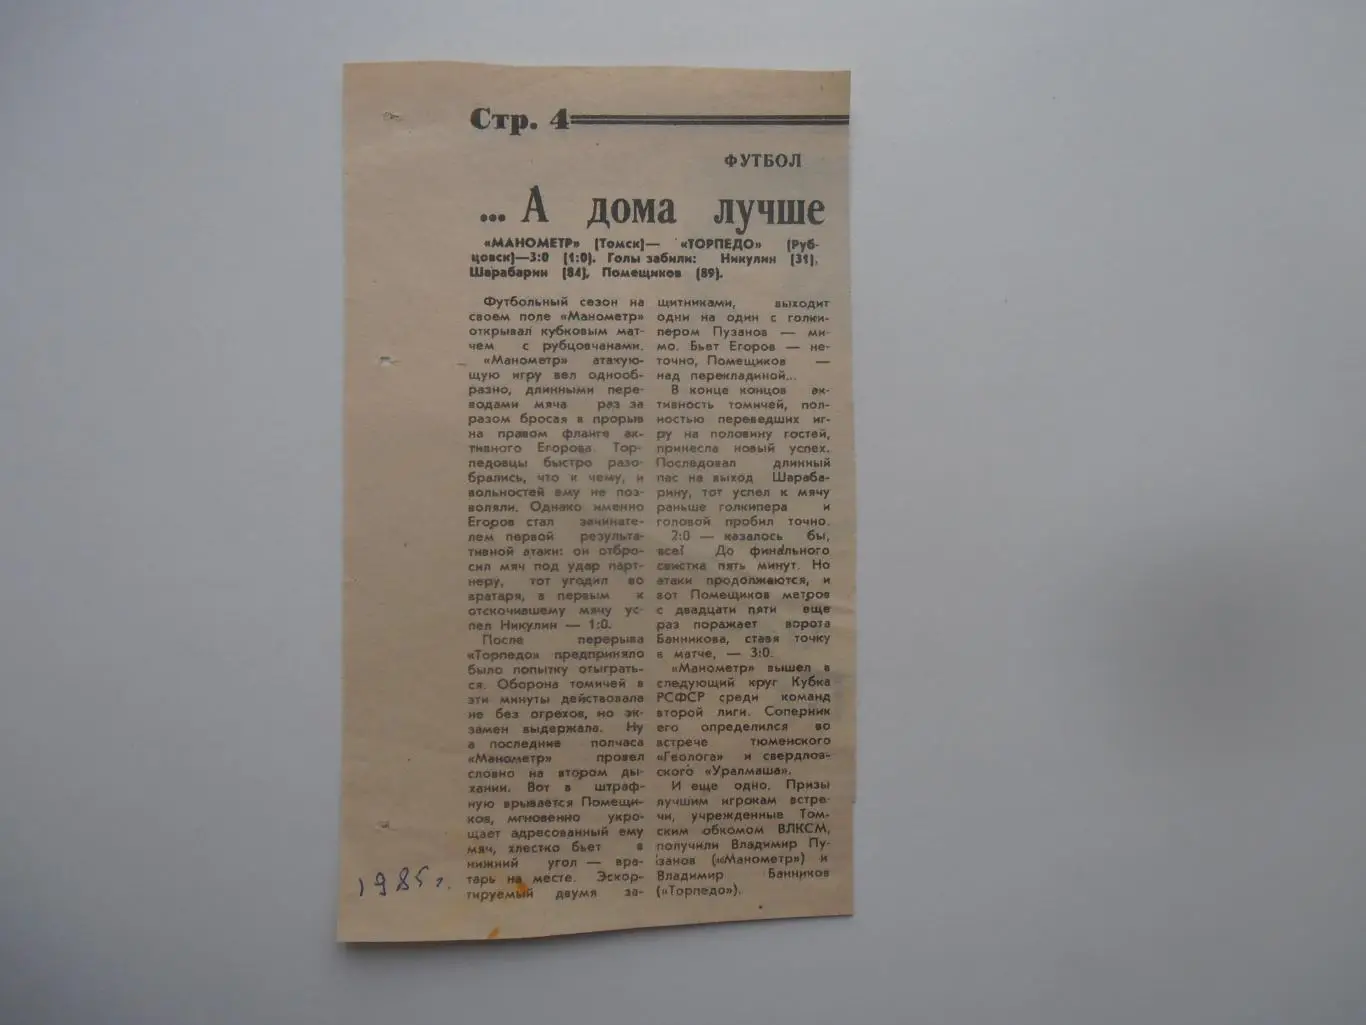 Стр. 4
ФУТБОЛ
... А дома лучше
«МАНОМЕТР» (Томск)— «ТОРПЕДО» (Руб-
цовск)—3:0 (1:0). Голы забили: Никулин (31),
Шарабарин (84), Помещиков (89).
Футбольный сезон на
своем поле «Манометр»
открывал кубковым мат-
чем с рубцовчанами.
«Манометр» атакую-
щую игру вел однооб-
разно, длинными пере-
водами мяча раз за
разом бросая в прорыв
на правом фланге ак-
тивного Егорова. Тор-
педовцы быстро разо-
брались, что к чему, и
вольностей ему не поз-
воляли. Однако именно
Егоров стал зачинате-
лем первой результа-
тивной атаки: он отбро-
сил мяч под удар парт-
неру, тот угодил во
вратаря, а первым к
отскочившему мячу ус-
пел Никулин — 1:0.
После перерыва
«Торпедо» предприняло
было попытку отыграть-
ся. Оборона томичей в
эти минуты действовала
не без огрехов, но эк-
замен выдержала. Ну
а последние полчаса
«Манометр» провел
словно на втором ды-
хании. Вот в штраф-
ную врывается Помещи-
ков, мгновенно укро-
щает адресованный ему
мяч, хлестко бьет в
нижний угол — вра-
тарь на месте. Эскор-
тируемый двумя за-
щитниками, выходит
один на один с голки-
пером Пузанов — ми-
мо. Бьет Егоров — не-
точно, Помещиков —
над перекладиной...
В конце концов ак-
тивность томичей, пол-
ностью переведших иг-
ру на половину гостей,
принесла новый успех.
Последовал длинный
пас на выход Шараба-
рину, тот успел к мячу
раньше голкипера и
головой пробил точно.
2:0 — казалось бы,
все? До финального
свистка пять минут. Но
атаки продолжаются, и
вот Помещиков метров
с двадцати пяти еще
раз поражает ворота
Банникова, ставя точку
в матче, — 3:0.
«Манометр» вышел в
следующий круг Кубка
РСФСР среди команд
второй лиги. Соперник
его определился во
встрече тюменского
«Геолога» и свердлов-
ского «Уралмаша».
И еще одно. Призы
лучшим игрокам встре-
чи, учрежденные Том-
ским обкомом ВЛКСМ,
получили Владимир Пу-
занов («Манометр») и
Владимир Банников
(«Торпедо»).
1985 г.